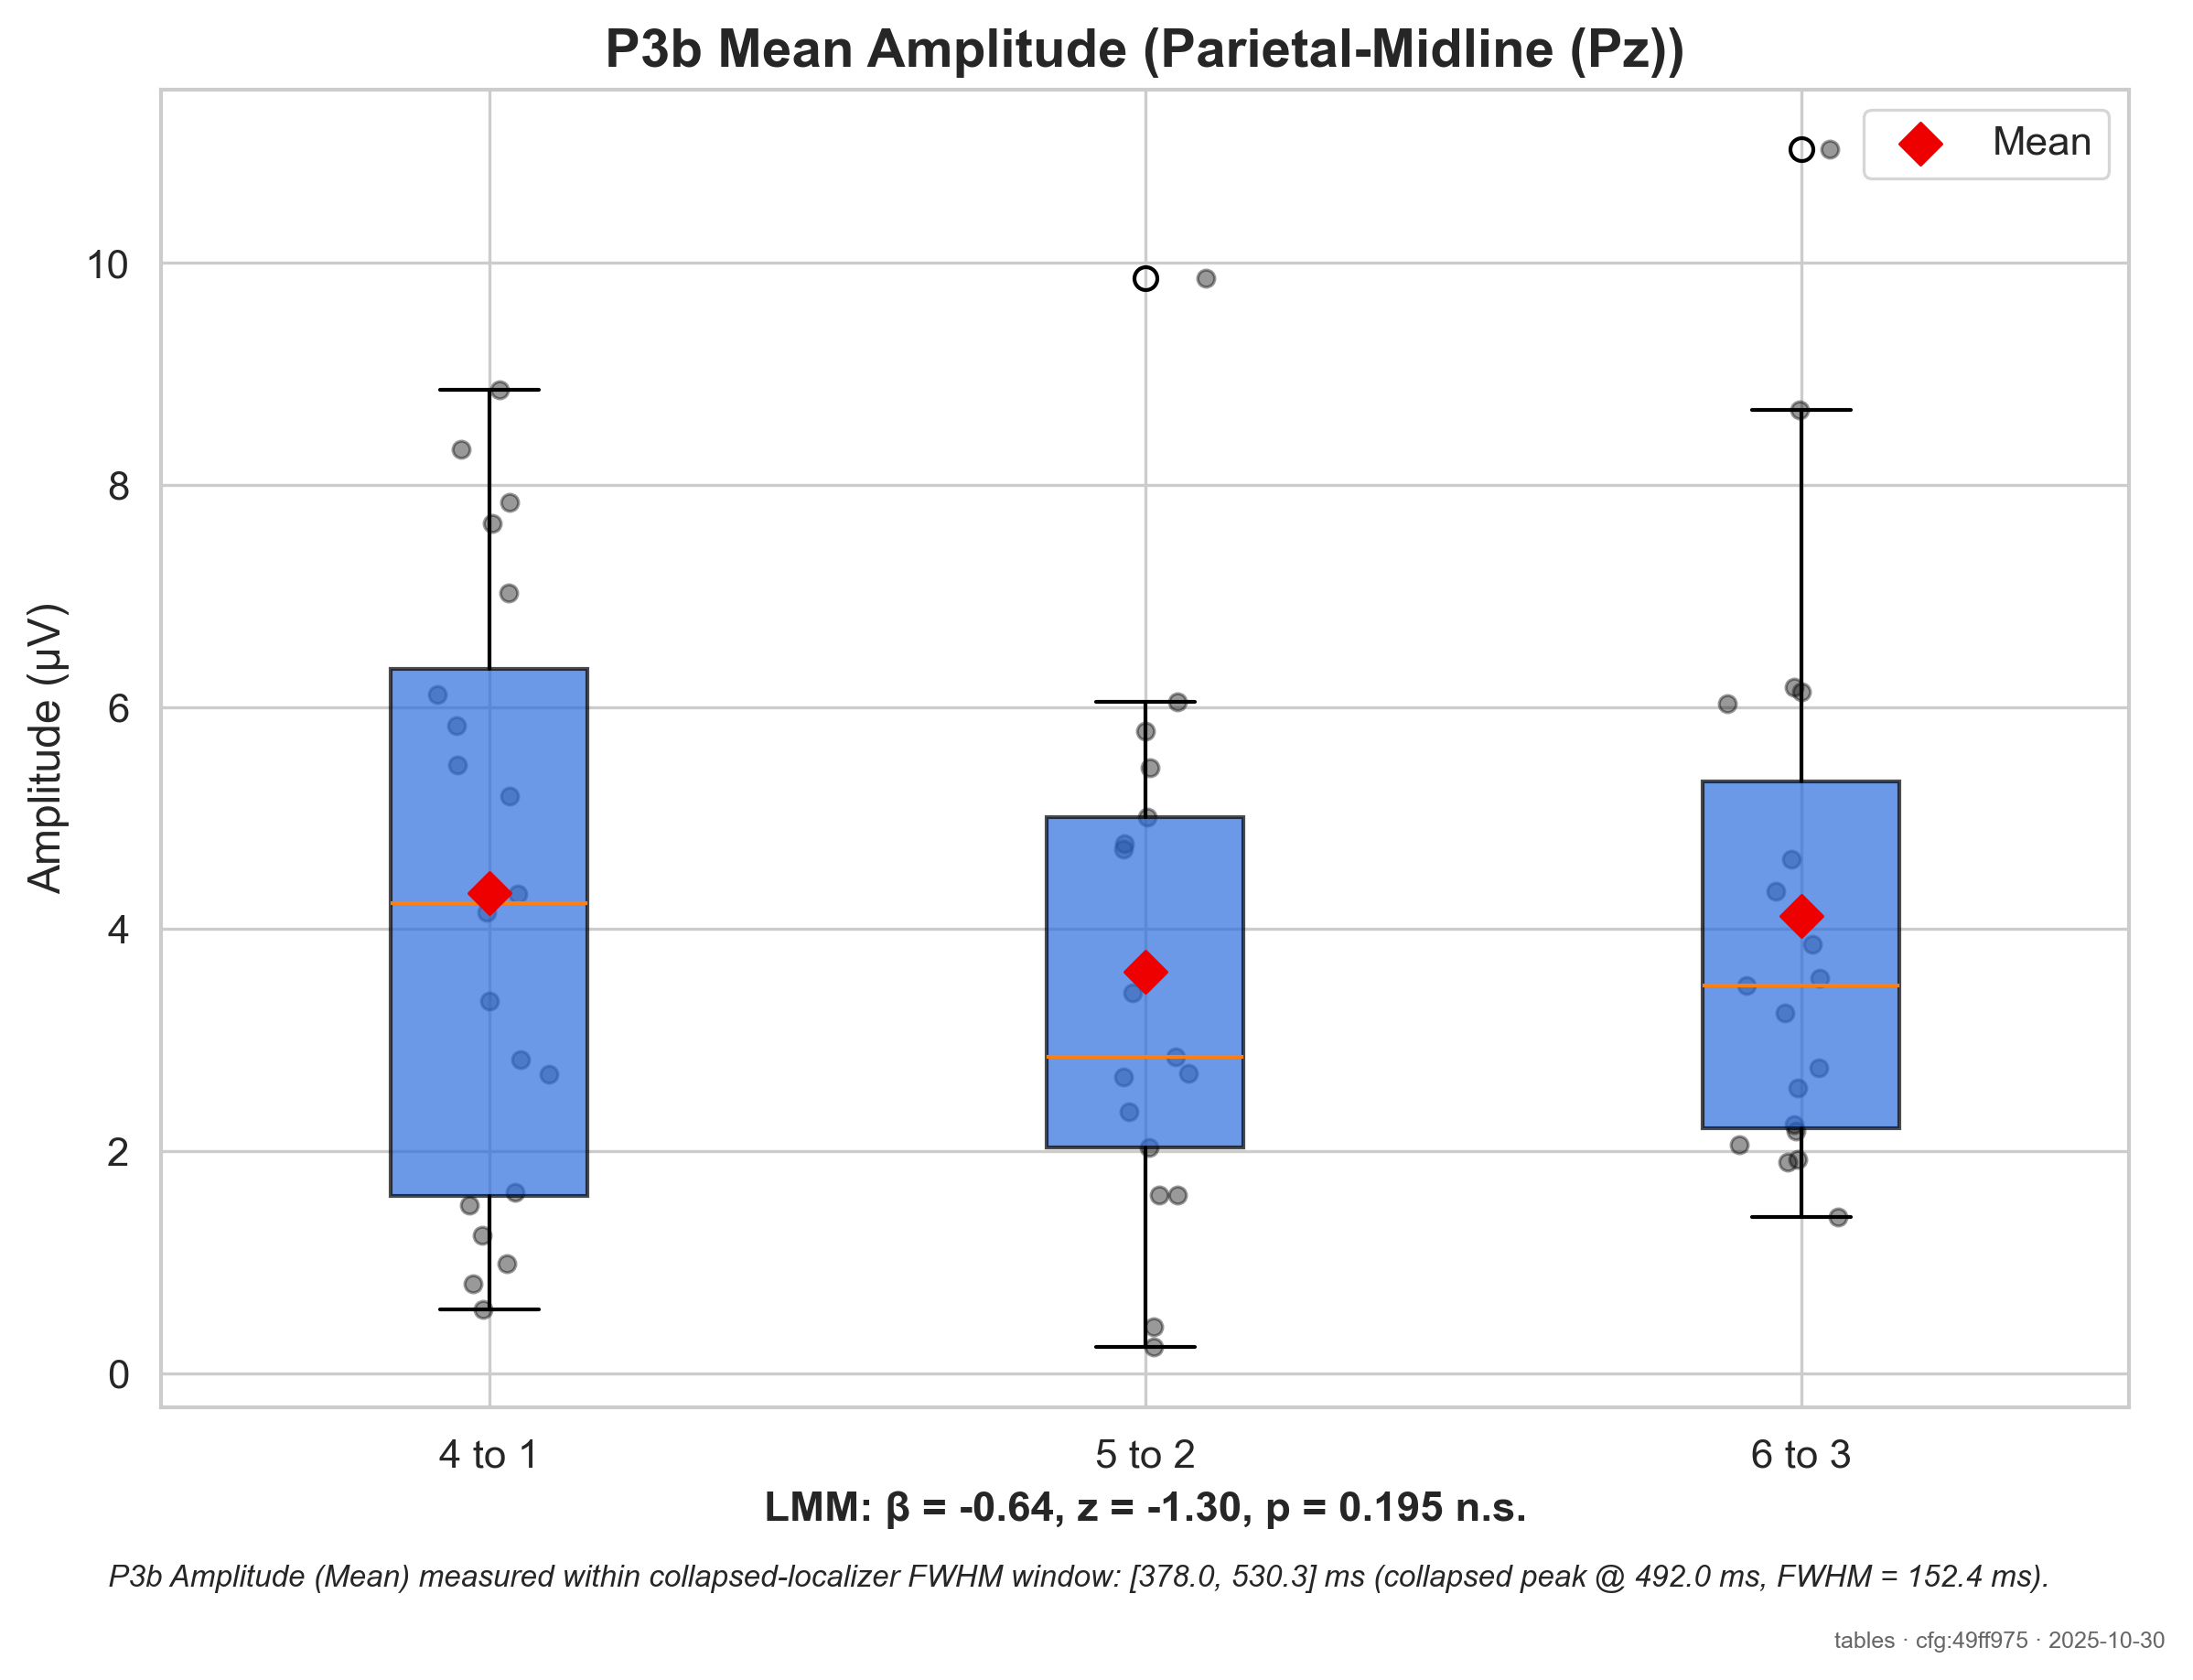 P3b Mean Amplitude (Parietal-Midline (Pz))
Mean
Amplitude (µV)
10
8
6
4
2
0
4 to 1
5 to 2
6 to 3
LMM: β = -0.64, z = -1.30, p = 0.195 n.s.
P3b Amplitude (Mean) measured within collapsed-localizer FWHM window: [378.0, 530.3] ms (collapsed peak @ 492.0 ms, FWHM = 152.4 ms).
tables · cfg:49ff975 · 2025-10-30